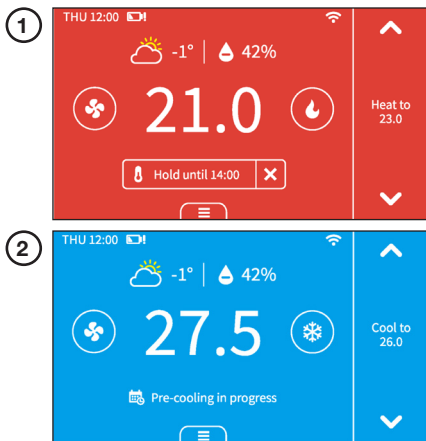 1
THU 12:00
-1° 42%
21.0
Heat to
23.0
Hold until 14:00
2
THU 12:00
-1° 42%
27.5
Cool to
26.0
Pre-cooling in progress